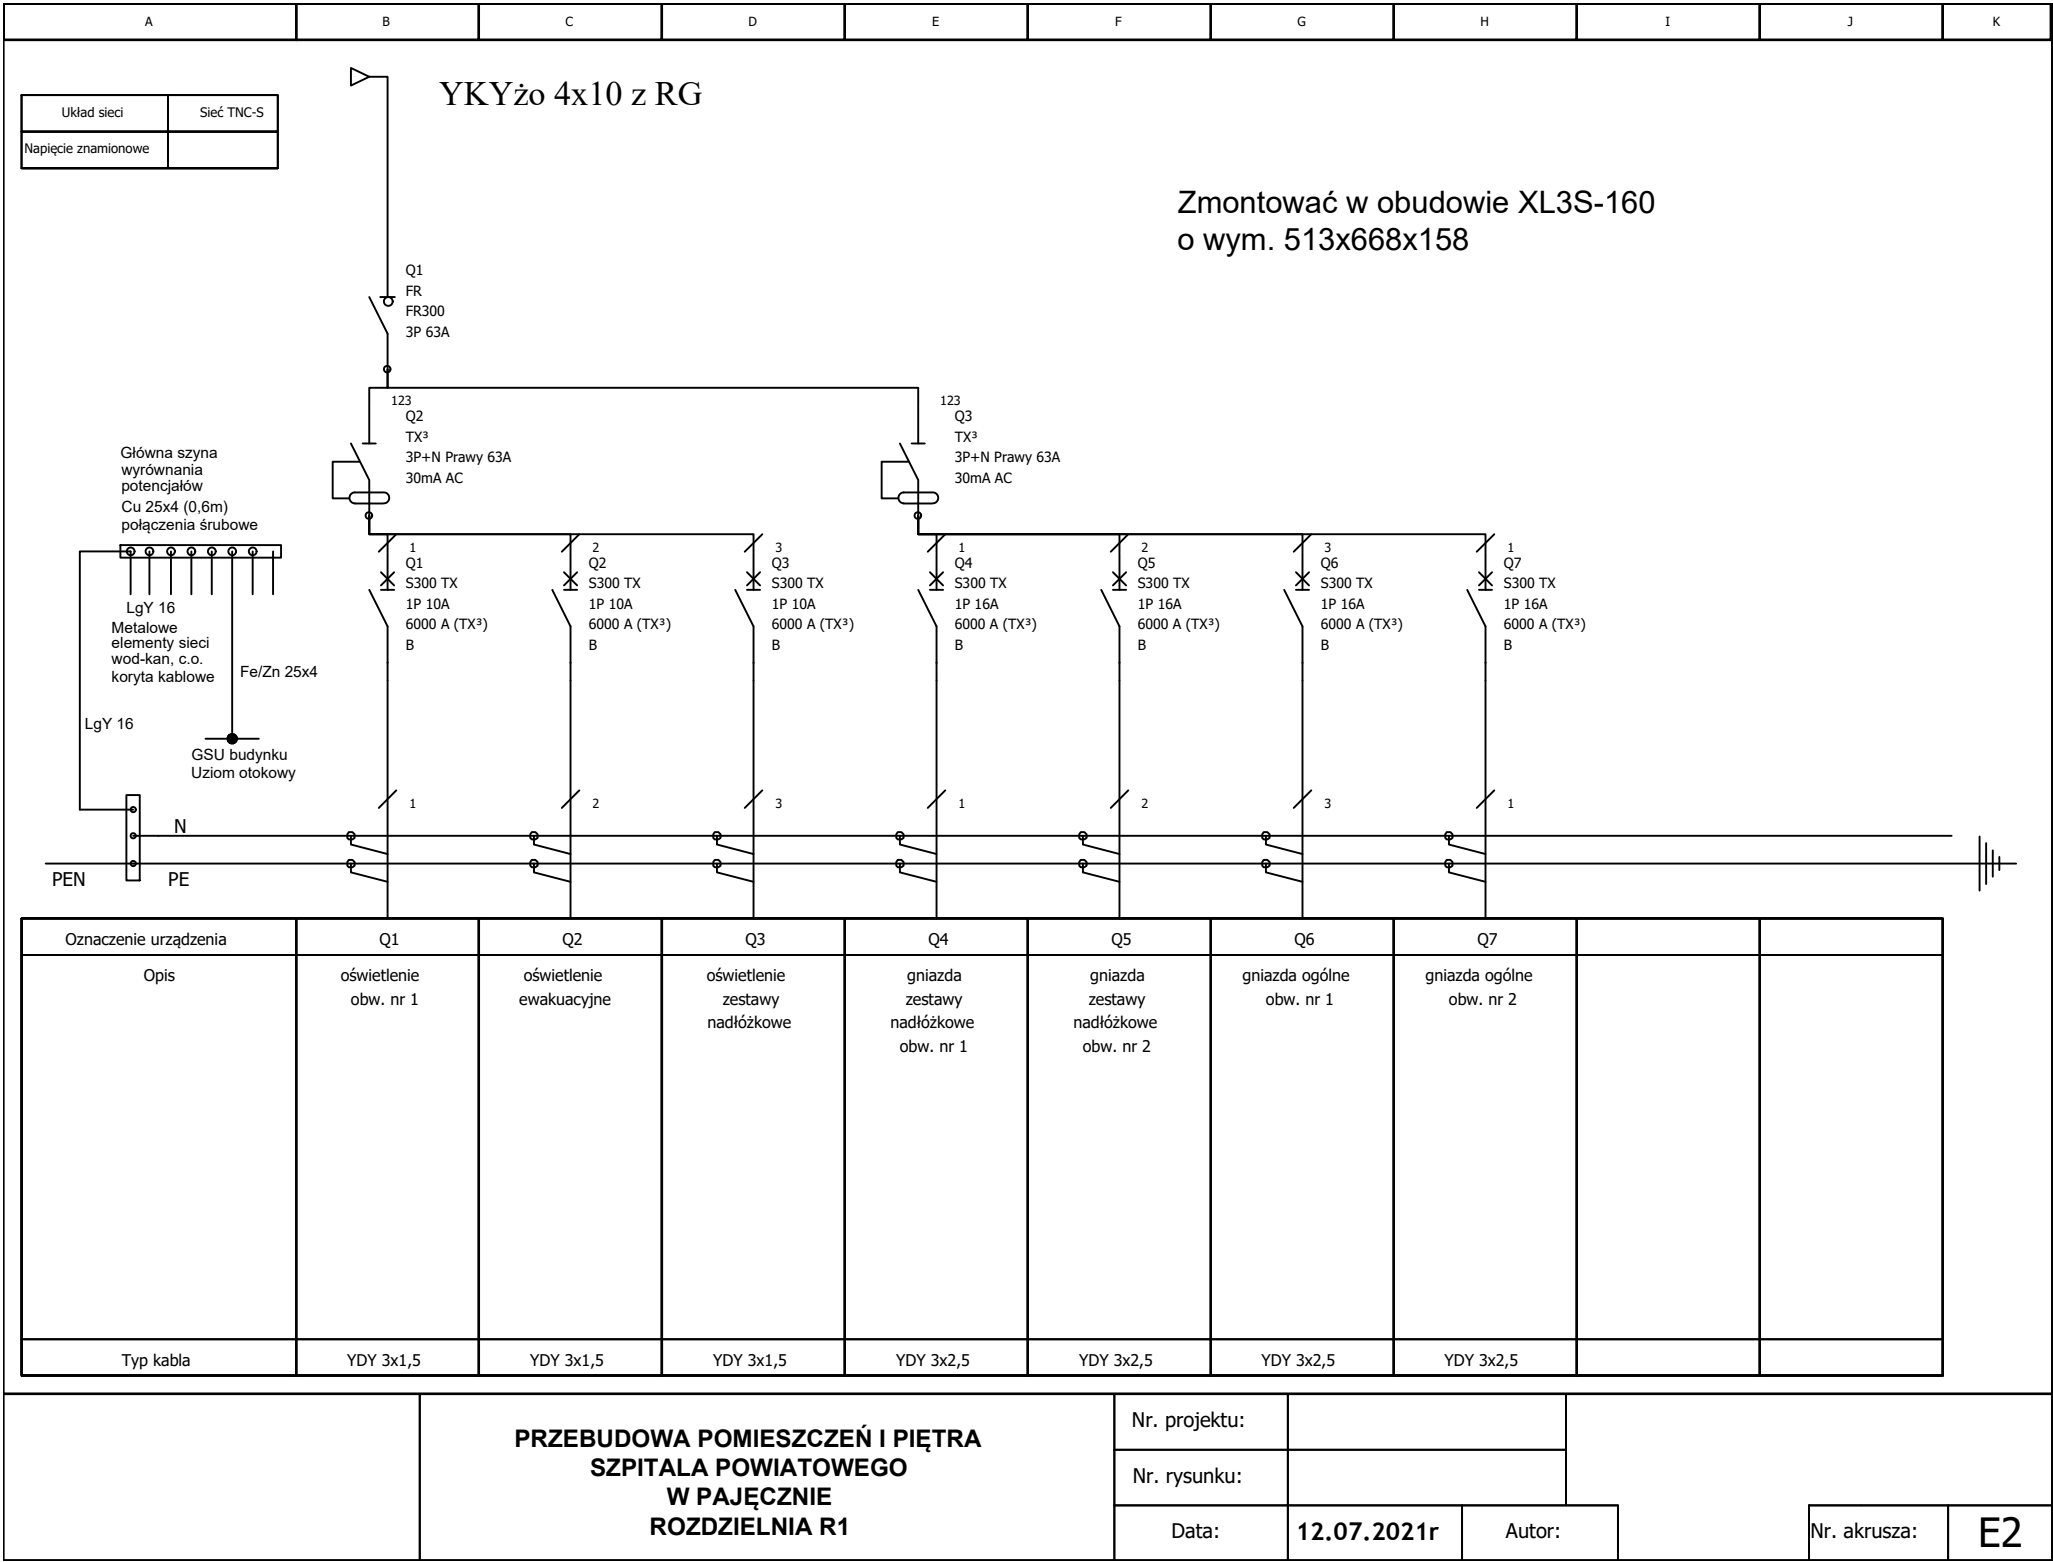 A B C D E F G H I J K
YKYżo 4x10 z RG
Układ sieci Sieć TNC-S
Napięcie znamionowe
Zmontować w obudowie XL3S-160
o wym. 513x668x158
Q1
FR
FR300
3P 63A
123
Q2
TX³
3P+N Prawy 63A
30mA AC
123
Q3
TX³
3P+N Prawy 63A
30mA AC
Główna szyna
wyrównania
potencjałów
Cu 25x4 (0,6m)
połączenia śrubowe
LgY 16
Metalowe
elementy sieci
wod-kan, c.o.
koryta kablowe
Fe/Zn 25x4
LgY 16
GSU budynku
Uziom otokowy
1
Q1
S300 TX
1P 10A
6000 A (TX³)
B
2
Q2
S300 TX
1P 10A
6000 A (TX³)
B
3
Q3
S300 TX
1P 10A
6000 A (TX³)
B
1
Q4
S300 TX
1P 16A
6000 A (TX³)
B
2
Q5
S300 TX
1P 16A
6000 A (TX³)
B
3
Q6
S300 TX
1P 16A
6000 A (TX³)
B
1
Q7
S300 TX
1P 16A
6000 A (TX³)
B
1 2 3 1 2 3 1
N
PEN PE
Oznaczenie urządzenia Q1 Q2 Q3 Q4 Q5 Q6 Q7
Opis
oświetlenie
obw. nr 1
oświetlenie
ewakuacyjne
oświetlenie
zestawy
nadłóżkowe
gniazda
zestawy
nadłóżkowe
obw. nr 1
gniazda
zestawy
nadłóżkowe
obw. nr 2
gniazda ogólne
obw. nr 1
gniazda ogólne
obw. nr 2
Typ kabla YDY 3x1,5 YDY 3x1,5 YDY 3x1,5 YDY 3x2,5 YDY 3x2,5 YDY 3x2,5 YDY 3x2,5
PRZEBUDOWA POMIESZCZEŃ I PIĘTRA
SZPITALA POWIATOWEGO
W PAJĘCZNIE
ROZDZIELNIA R1
Nr. projektu:
Nr. rysunku:
Data: 12.07.2021r Autor: Nr. akrusza: E2